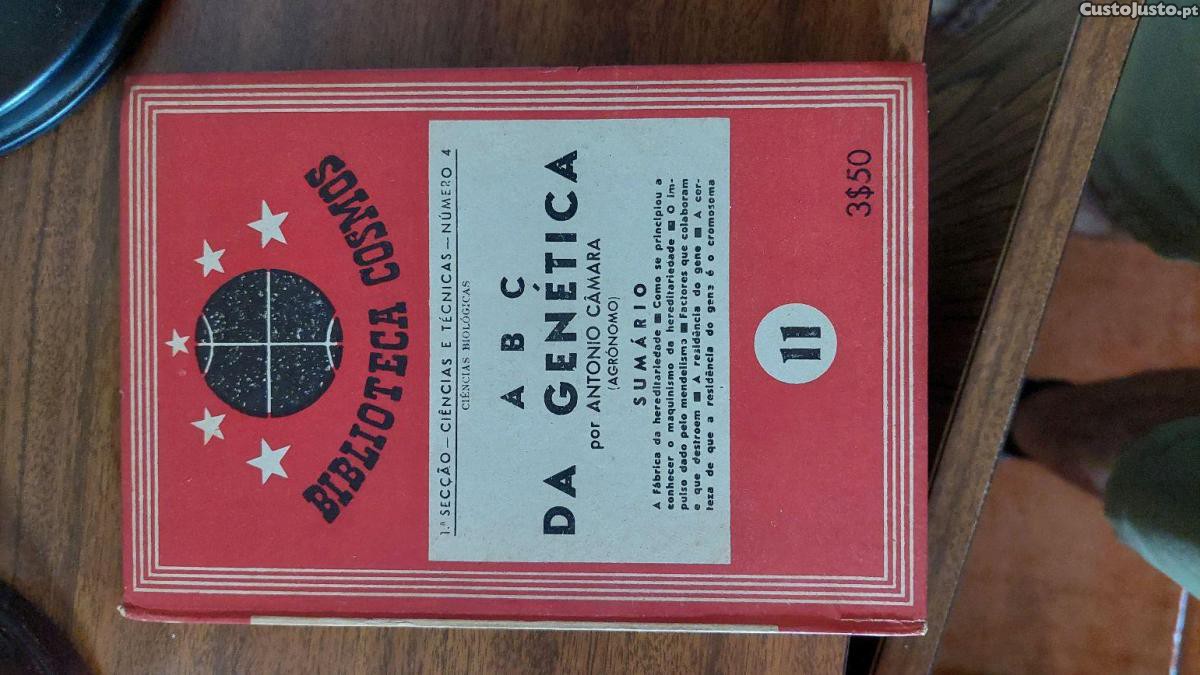 CustoJusto.pt
BIBLIOTECA COSMOS
1.ª SECÇÃO — CIÊNCIAS E TÉCNICAS — NÚMERO 4
CIÊNCIAS BIOLÓGICAS
A B C
DA GENÉTICA
por ANTONIO CÂMARA
(AGRÓNOMO)
SUMÁRIO
A Fábrica da hereditariedade ■ Como se principiou a
conhecer o maquinismo da hereditariedade ■ O im-
pulso dado pelo mendelismo ■ Factores que colaboram
e que destroem ■ A residência do gene ■ A cer-
teza de que a residência do gene é o cromosoma
11
3$50